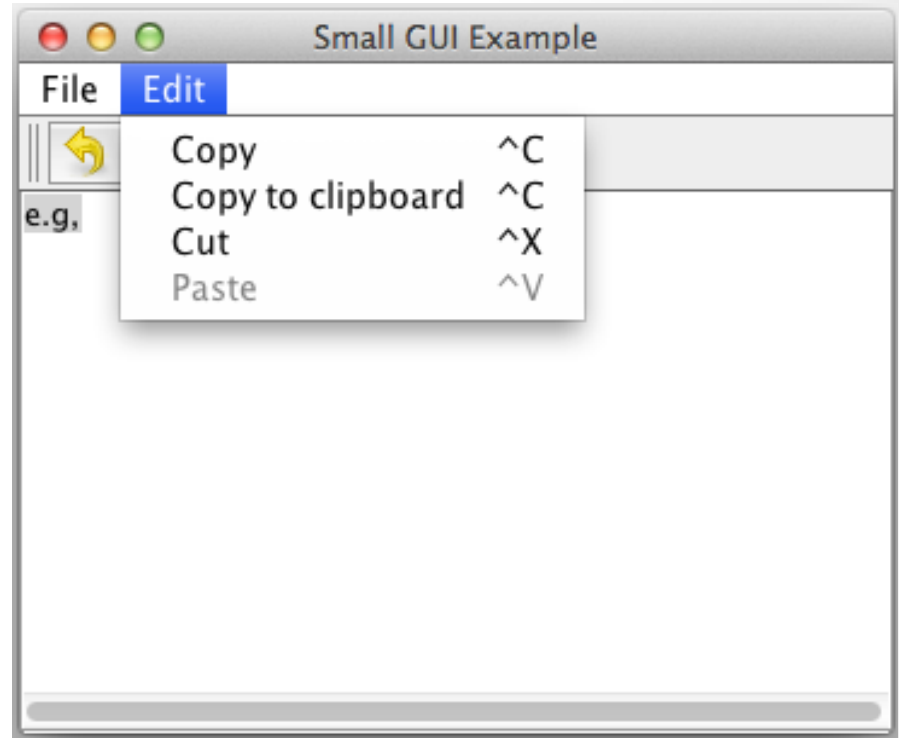 Small GUI Example
File Edit
Copy ^C
Copy to clipboard ^C
e.g,
Cut ^X
Paste ^V